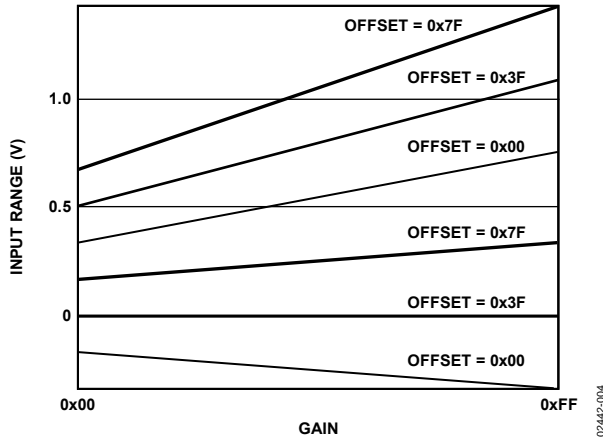 OFFSET = 0x7F
OFFSET = 0x3F
1.0
OFFSET = 0x00
INPUT RANGE (V)
0.5
OFFSET = 0x7F
OFFSET = 0x3F
0
OFFSET = 0x00
0x00
0xFF
GAIN
02442-004